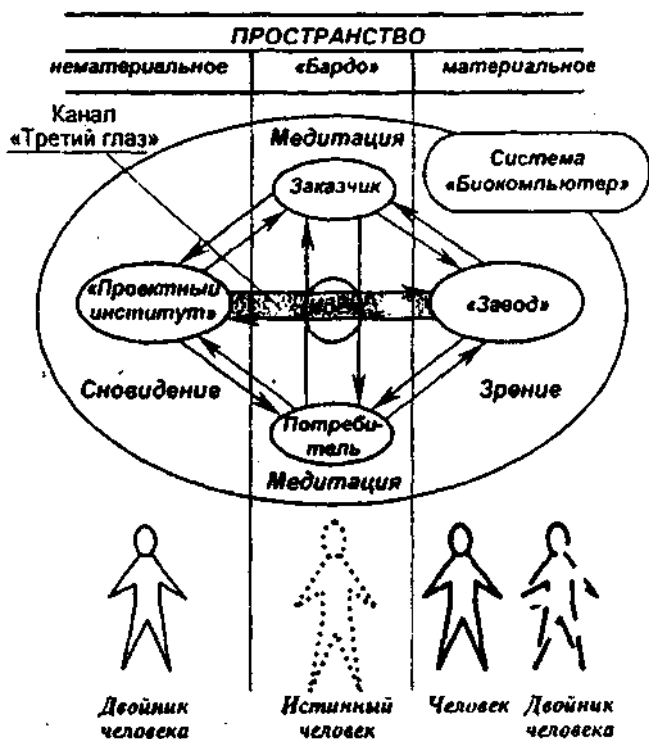 ПРОСТРАНСТВО
нематериальное «Бардо» материальное
Канал
«Третий глаз»
Медитация
Система
«Биокомпьютер»
Заказчик
«Проектный
институт»
«Завод»
Сновидение
Зрение
Потреби-
тель
Медитация
Двойник
человека
Истинный
человек
Человек
Двойник
человека